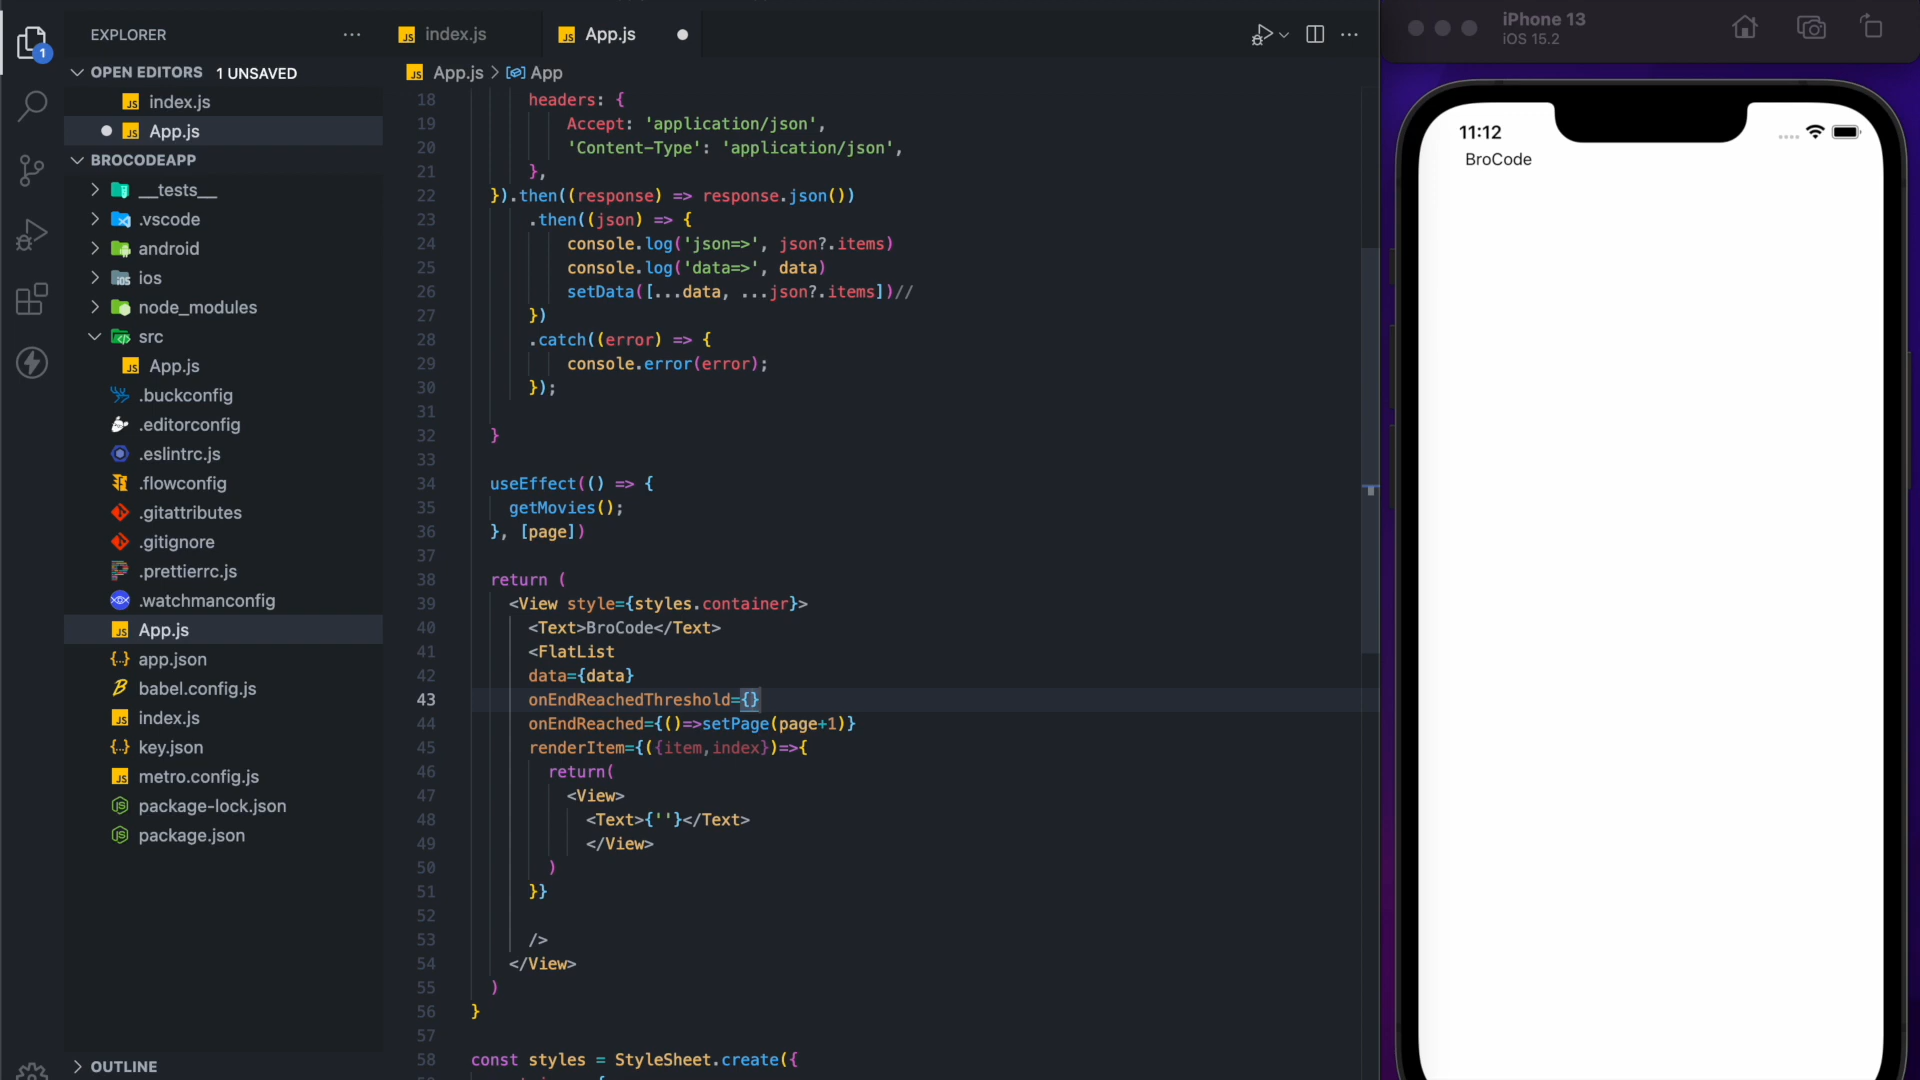 EXPLORER
index.js
App.js
iPhone 13
iOS 15.2
OPEN EDITORS 1 UNSAVED
index.js
App.js
BROCODEAPP
__tests__
.vscode
android
ios
node_modules
src
App.js
.buckconfig
.editorconfig
.eslintrc.js
.flowconfig
.gitattributes
.gitignore
.prettierrc.js
.watchmanconfig
App.js
app.json
babel.config.js
index.js
key.json
metro.config.js
package-lock.json
package.json
OUTLINE
1
App.js > App
18 headers: {
19 Accept: 'application/json',
20 'Content-Type': 'application/json',
21 },
22 }).then((response) => response.json())
23 .then((json) => {
24 console.log('json=>', json?.items)
25 console.log('data=>', data)
26 setData([...data, ...json?.items])//
27 })
28 .catch((error) => {
29 console.error(error);
30 });
31
32 }
33
34 useEffect(() => {
35 getMovies();
36 }, [page])
37
38 return (
39 <View style={styles.container}>
40 <Text>BroCode</Text>
41 <FlatList
42 data={data}
43 onEndReachedThreshold={}
44 onEndReached={()=>setPage(page+1)}
45 renderItem={({item,index})=>{
46 return(
47 <View>
48 <Text>{''}</Text>
49 </View>
50 )
51 }}
52
53 />
54 </View>
55 )
56 }
57
58 const styles = StyleSheet.create({
11:12
BroCode